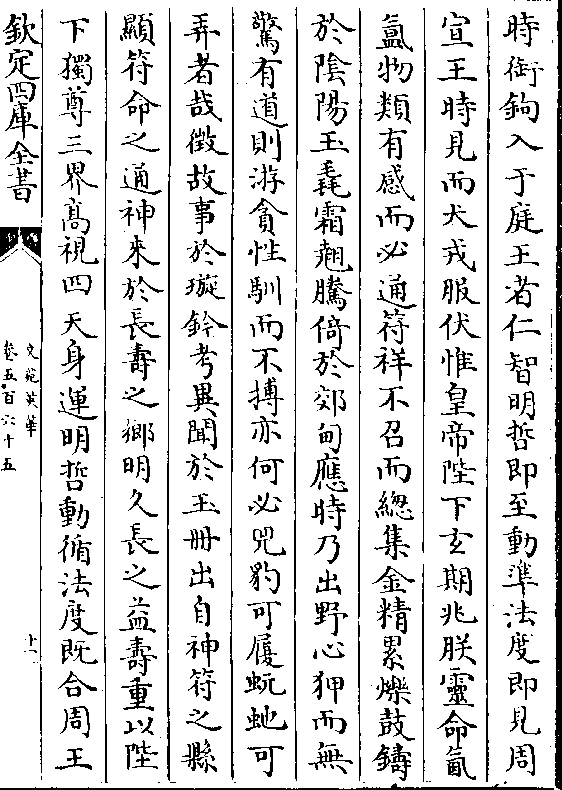 時銜鉤入于庭王者仁智明哲即至動準法度即見周
宣王時見而犬戎服伏惟皇帝陛下玄期兆朕靈命氤
氲物類有感而必通符祥不召而總集金精累爍鼓鑄
於陰陽玉毳霜翹騰倚於郊甸應時乃出野心狎而無
驚有道則游貪性馴而不搏亦何必兕豹可履蚖虵可
弄者哉徵故事於璇鈐考異聞於玉冊出自神符之縣
顯符命之通神來於長壽之鄉明久長之益壽重以陛
下獨尊三界高視四天身運明哲動循法度既合周王
欽定四庫全書
文苑英華
卷五百六十五
十一